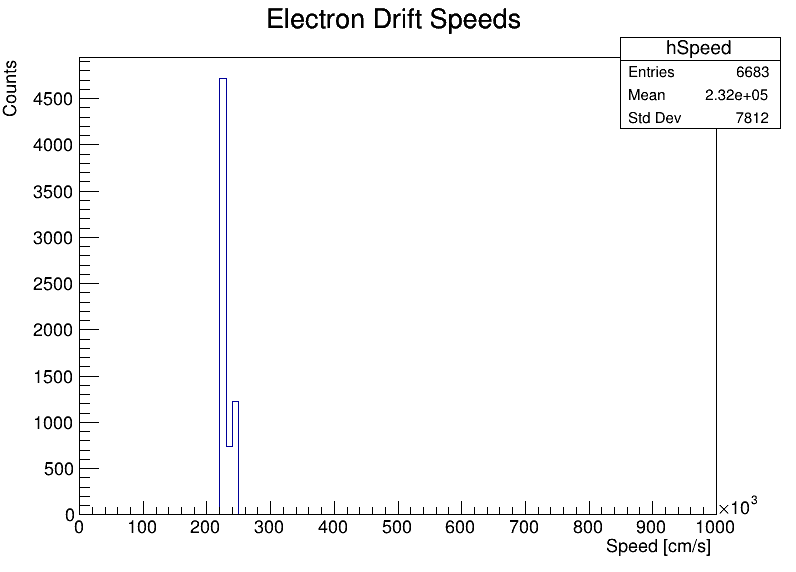 Electron Drift Speeds
hSpeed
Entries 6683
Mean 2.32e+05
Std Dev 7812
Counts
4500
4000
3500
3000
2500
2000
1500
1000
500
0
0 100 200 300 400 500 600 700 800 900 1000
×10³
Speed [cm/s]